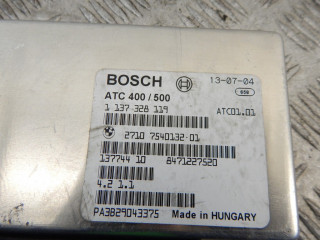 BOSCH 13-07-04
ATC 400 / 500
1 137 328 119 ATC01.01
2710 7540132-01
137744 10 8471227520
4.2 1.1
PA3829043375 Made in HUNGARY